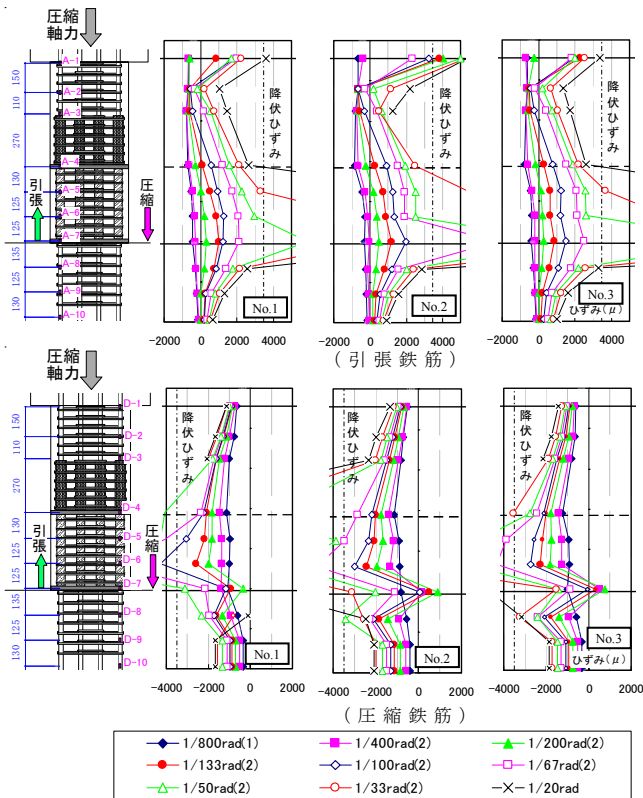 圧縮
軸力
A-1
A-2
A-3
A-4
A-5
A-6
A-7
A-8
A-9
A-10
150
110
270
130
125
125
135
125
130
引張
圧縮
降伏ひずみ
No.1
-2000 0 2000 4000
降伏ひずみ
No.2
-2000 0 2000 4000
降伏ひずみ
No.3
ひずみ(μ)
-2000 0 2000 4000
(引張鉄筋)
圧縮
軸力
D-1
D-2
D-3
D-4
D-5
D-6
D-7
D-8
D-9
D-10
150
110
270
130
125
125
135
125
130
引張
圧縮
降伏ひずみ
No.1
-4000 -2000 0 2000
降伏ひずみ
No.2
-4000 -2000 0 2000
降伏ひずみ
No.3
ひずみ(μ)
-4000 -2000 0 2000
(圧縮鉄筋)
1/800rad(1) 1/400rad(2) 1/200rad(2)
1/133rad(2) 1/100rad(2) 1/67rad(2)
1/50rad(2) 1/33rad(2) 1/20rad